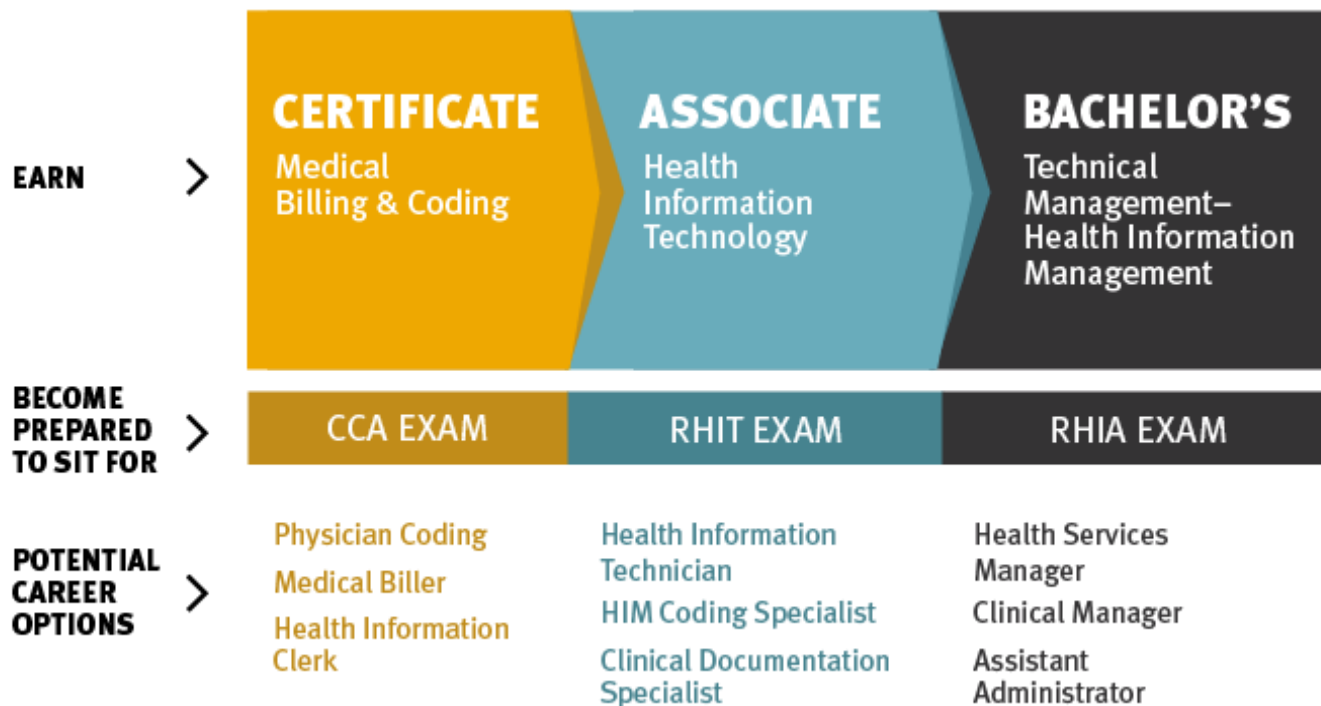 EARN
CERTIFICATE
Medical
Billing & Coding
ASSOCIATE
Health
Information
Technology
BACHELOR'S
Technical
Management–
Health Information
Management
BECOME
PREPARED
TO SIT FOR
CCA EXAM
RHIT EXAM
RHIA EXAM
POTENTIAL
CAREER
OPTIONS
Physician Coding
Medical Biller
Health Information
Clerk
Health Information
Technician
HIM Coding Specialist
Clinical Documentation
Specialist
Health Services
Manager
Clinical Manager
Assistant
Administrator